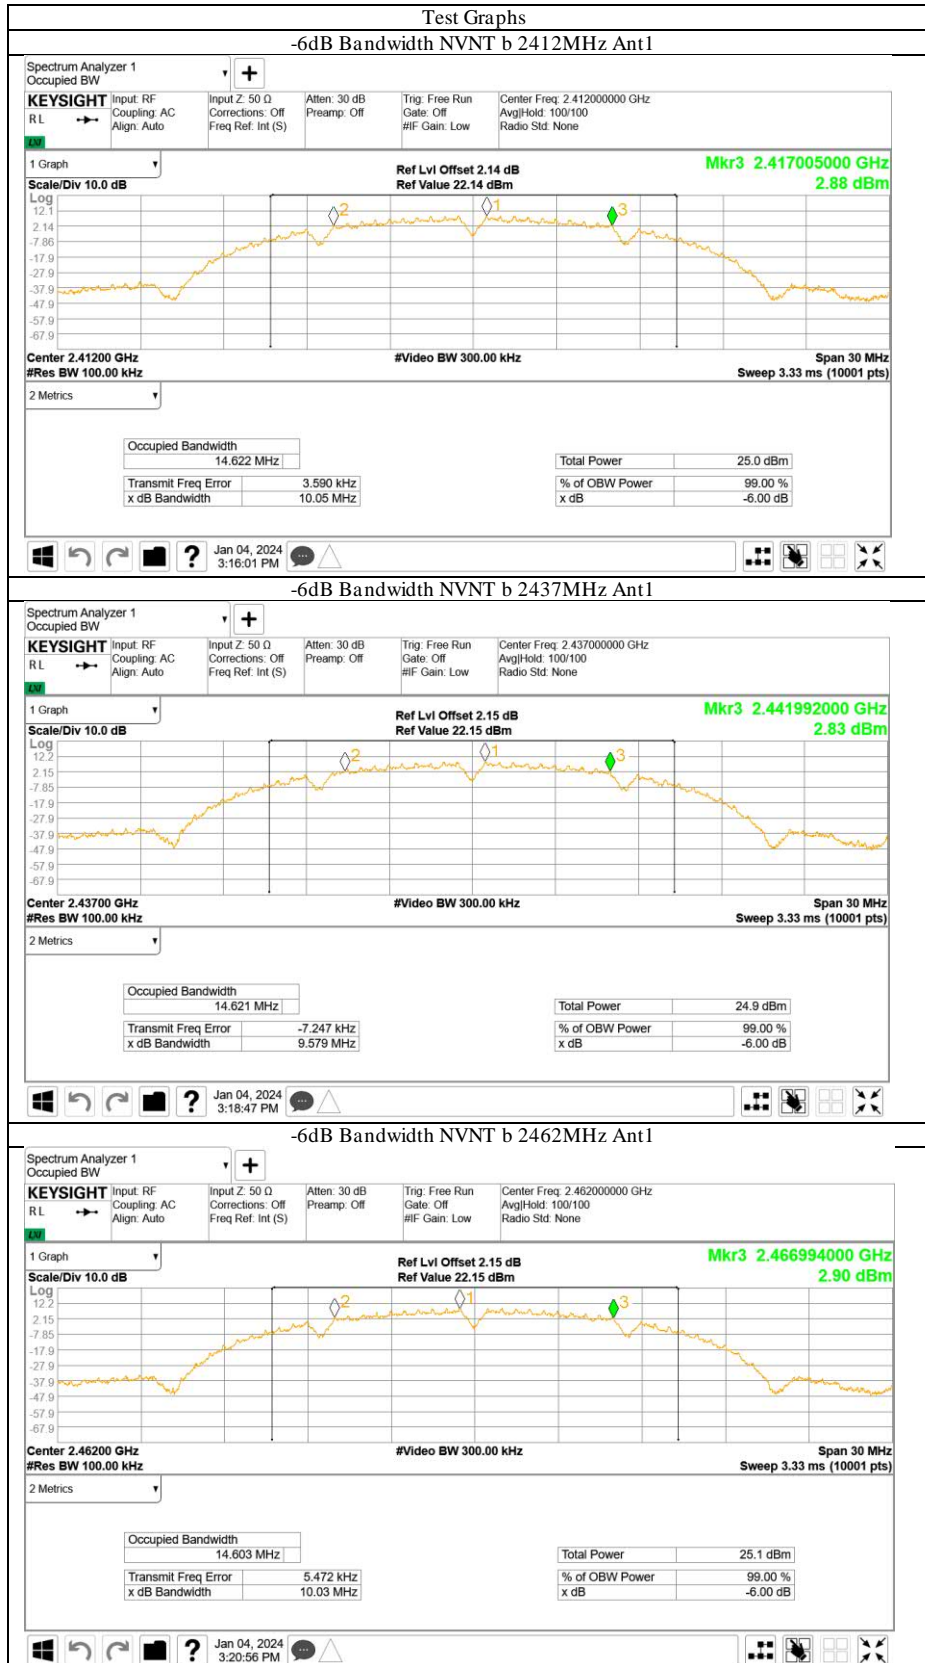 Test Graphs
-6dB Bandwidth NVNT b 2412MHz Ant1
Spectrum Analyzer 1
Occupied BW
KEYSIGHT Input: RF Input Z: 50 Ω Atten: 30 dB Trig: Free Run Center Freq: 2.412000000 GHz
RL Coupling: AC Corrections: Off Preamp: Off Gate: Off Avg|Hold: 100/100
Align: Auto Freq Ref: Int (S) #IF Gain: Low Radio Std: None
LXI
1 Graph Ref Lvl Offset 2.14 dB Mkr3 2.417005000 GHz
Scale/Div 10.0 dB Ref Value 22.14 dBm 2.88 dBm
Log
12.1 2 1 3
2.14
-7.86
-17.9
-27.9
-37.9
-47.9
-57.9
-67.9
Center 2.41200 GHz #Video BW 300.00 kHz Span 30 MHz
#Res BW 100.00 kHz Sweep 3.33 ms (10001 pts)
2 Metrics
Occupied Bandwidth
14.622 MHz Total Power 25.0 dBm
Transmit Freq Error 3.590 kHz % of OBW Power 99.00 %
x dB Bandwidth 10.05 MHz x dB -6.00 dB
? Jan 04, 2024
3:16:01 PM
-6dB Bandwidth NVNT b 2437MHz Ant1
Spectrum Analyzer 1
Occupied BW
KEYSIGHT Input: RF Input Z: 50 Ω Atten: 30 dB Trig: Free Run Center Freq: 2.437000000 GHz
RL Coupling: AC Corrections: Off Preamp: Off Gate: Off Avg|Hold: 100/100
Align: Auto Freq Ref: Int (S) #IF Gain: Low Radio Std: None
LXI
1 Graph Ref Lvl Offset 2.15 dB Mkr3 2.441992000 GHz
Scale/Div 10.0 dB Ref Value 22.15 dBm 2.83 dBm
Log
12.2 2 1 3
2.15
-7.85
-17.9
-27.9
-37.9
-47.9
-57.9
-67.9
Center 2.43700 GHz #Video BW 300.00 kHz Span 30 MHz
#Res BW 100.00 kHz Sweep 3.33 ms (10001 pts)
2 Metrics
Occupied Bandwidth
14.621 MHz Total Power 24.9 dBm
Transmit Freq Error -7.247 kHz % of OBW Power 99.00 %
x dB Bandwidth 9.579 MHz x dB -6.00 dB
? Jan 04, 2024
3:18:47 PM
-6dB Bandwidth NVNT b 2462MHz Ant1
Spectrum Analyzer 1
Occupied BW
KEYSIGHT Input: RF Input Z: 50 Ω Atten: 30 dB Trig: Free Run Center Freq: 2.462000000 GHz
RL Coupling: AC Corrections: Off Preamp: Off Gate: Off Avg|Hold: 100/100
Align: Auto Freq Ref: Int (S) #IF Gain: Low Radio Std: None
LXI
1 Graph Ref Lvl Offset 2.15 dB Mkr3 2.466994000 GHz
Scale/Div 10.0 dB Ref Value 22.15 dBm 2.90 dBm
Log
12.2 2 1 3
2.15
-7.85
-17.9
-27.9
-37.9
-47.9
-57.9
-67.9
Center 2.46200 GHz #Video BW 300.00 kHz Span 30 MHz
#Res BW 100.00 kHz Sweep 3.33 ms (10001 pts)
2 Metrics
Occupied Bandwidth
14.603 MHz Total Power 25.1 dBm
Transmit Freq Error 5.472 kHz % of OBW Power 99.00 %
x dB Bandwidth 10.03 MHz x dB -6.00 dB
? Jan 04, 2024
3:20:56 PM